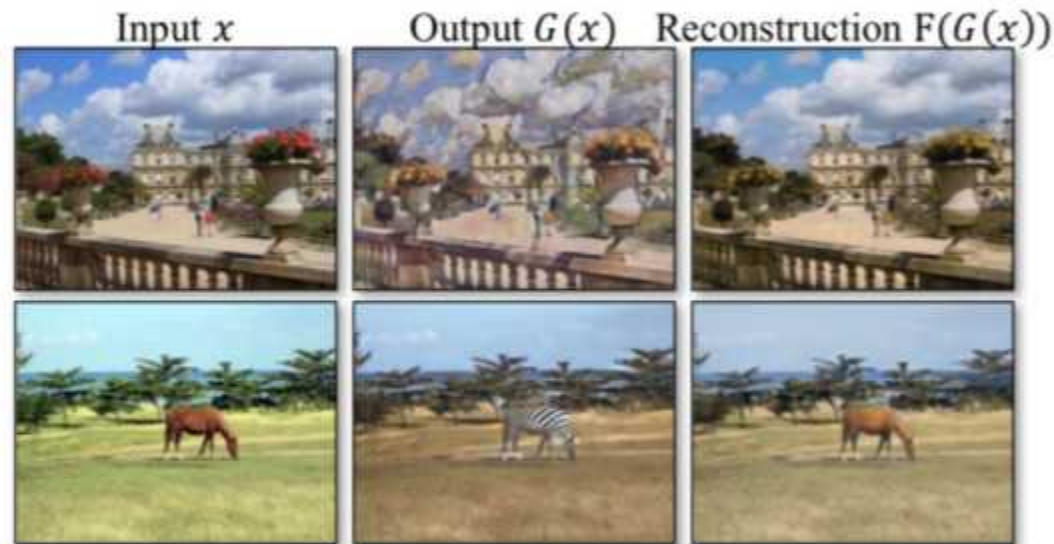 Input x Output G(x) Reconstruction F(G(x))